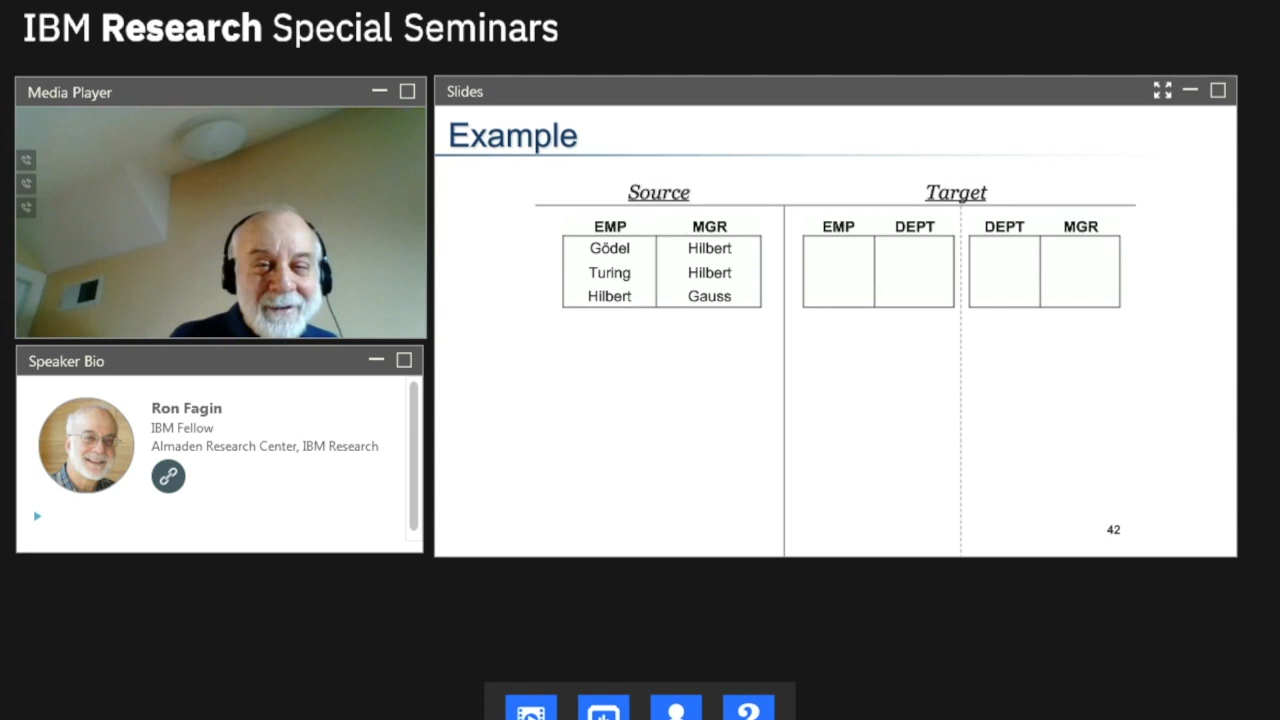 IBM Research Special Seminars
Media Player
Slides
Example
Source
Target
EMP MGR
EMP DEPT
DEPT MGR
Gödel Hilbert
Turing Hilbert
Hilbert Gauss
42
Speaker Bio
Ron Fagin
IBM Fellow
Almaden Research Center, IBM Research
?